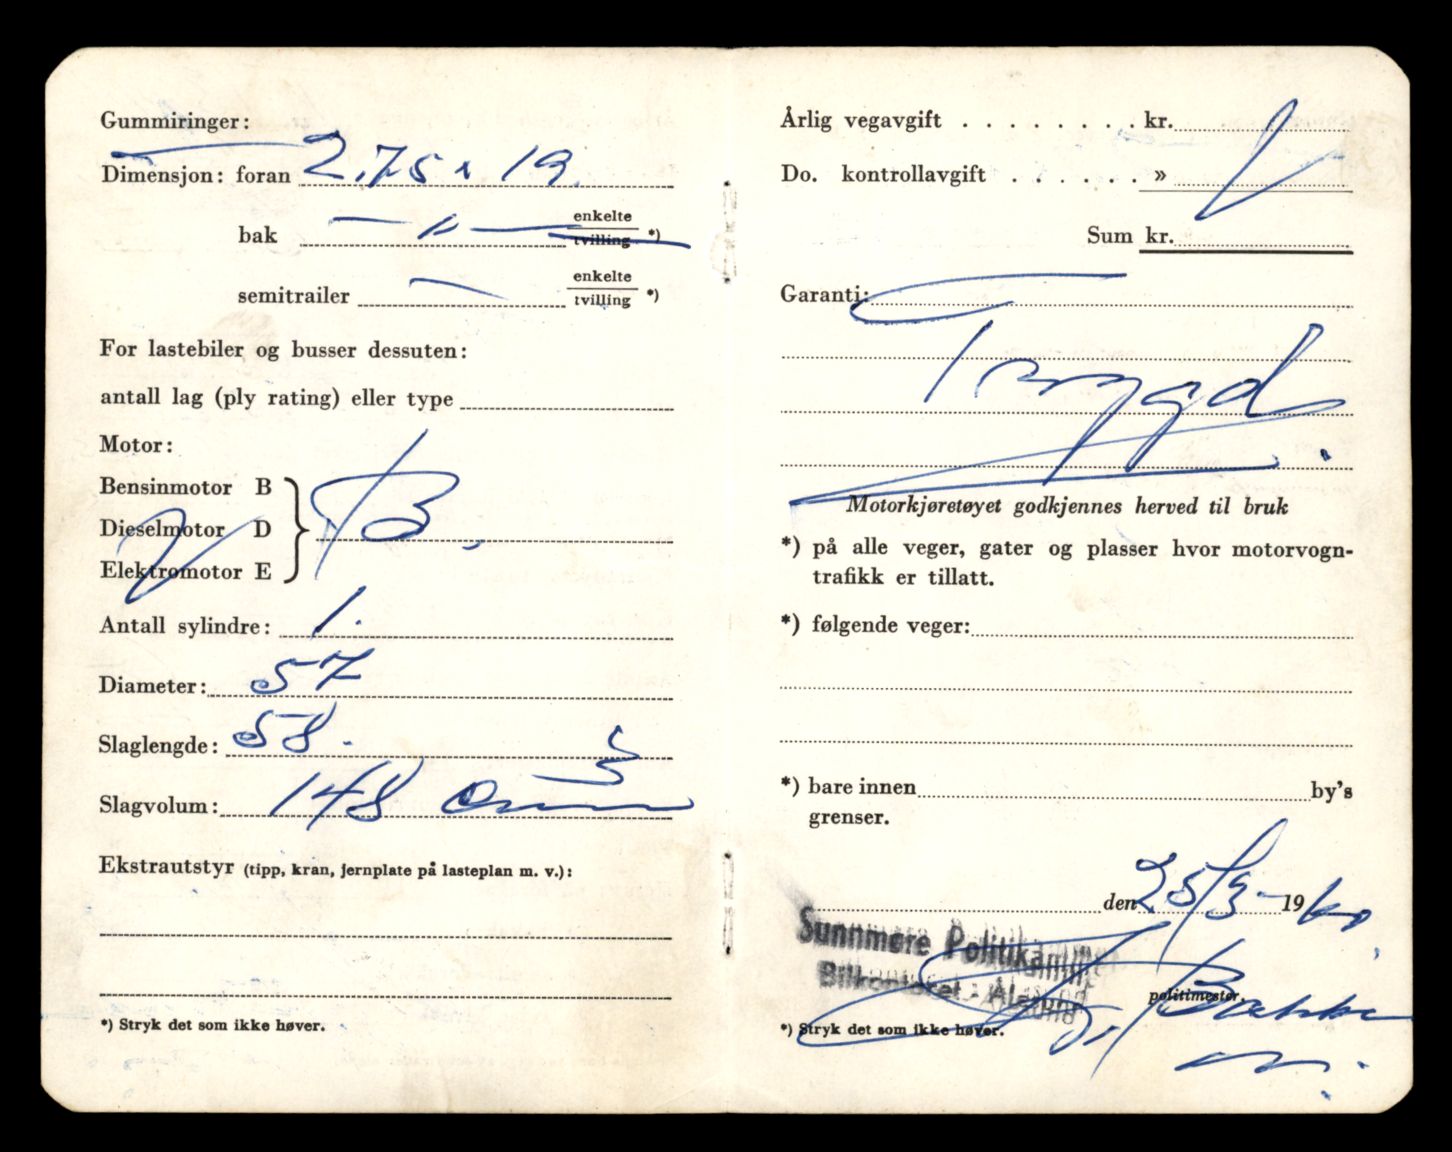 Gummiringer:
Dimensjon: foran 2.75 x 19
bak — " — enkelte tvilling *)
semitrailer — enkelte tvilling *)
For lastebiler og busser dessuten:
antall lag (ply rating) eller type
Motor:
Bensinmotor B
Dieselmotor D
Elektromotor E
B.
Antall sylindre: 1.
Diameter: 57
Slaglengde: 58.
Slagvolum: 148 cm3
Ekstrautstyr (tipp, kran, jernplate på lasteplan m. v.):
*) Stryk det som ikke høver.
Årlig vegavgift . . . . . . . . kr.
Do. kontrollavgift . . . . . . »
Sum kr.
Garanti:
Trygd
Motorkjøretøyet godkjennes herved til bruk
*) på alle veger, gater og plasser hvor motorvogn-
trafikk er tillatt.
*) følgende veger:
*) bare innen by's
grenser.
den 25/3 - 1960.
Sunnmøre Politikammer
Bilkontoret - Ålesund
politimester.
Bakke
*) Stryk det som ikke høver.